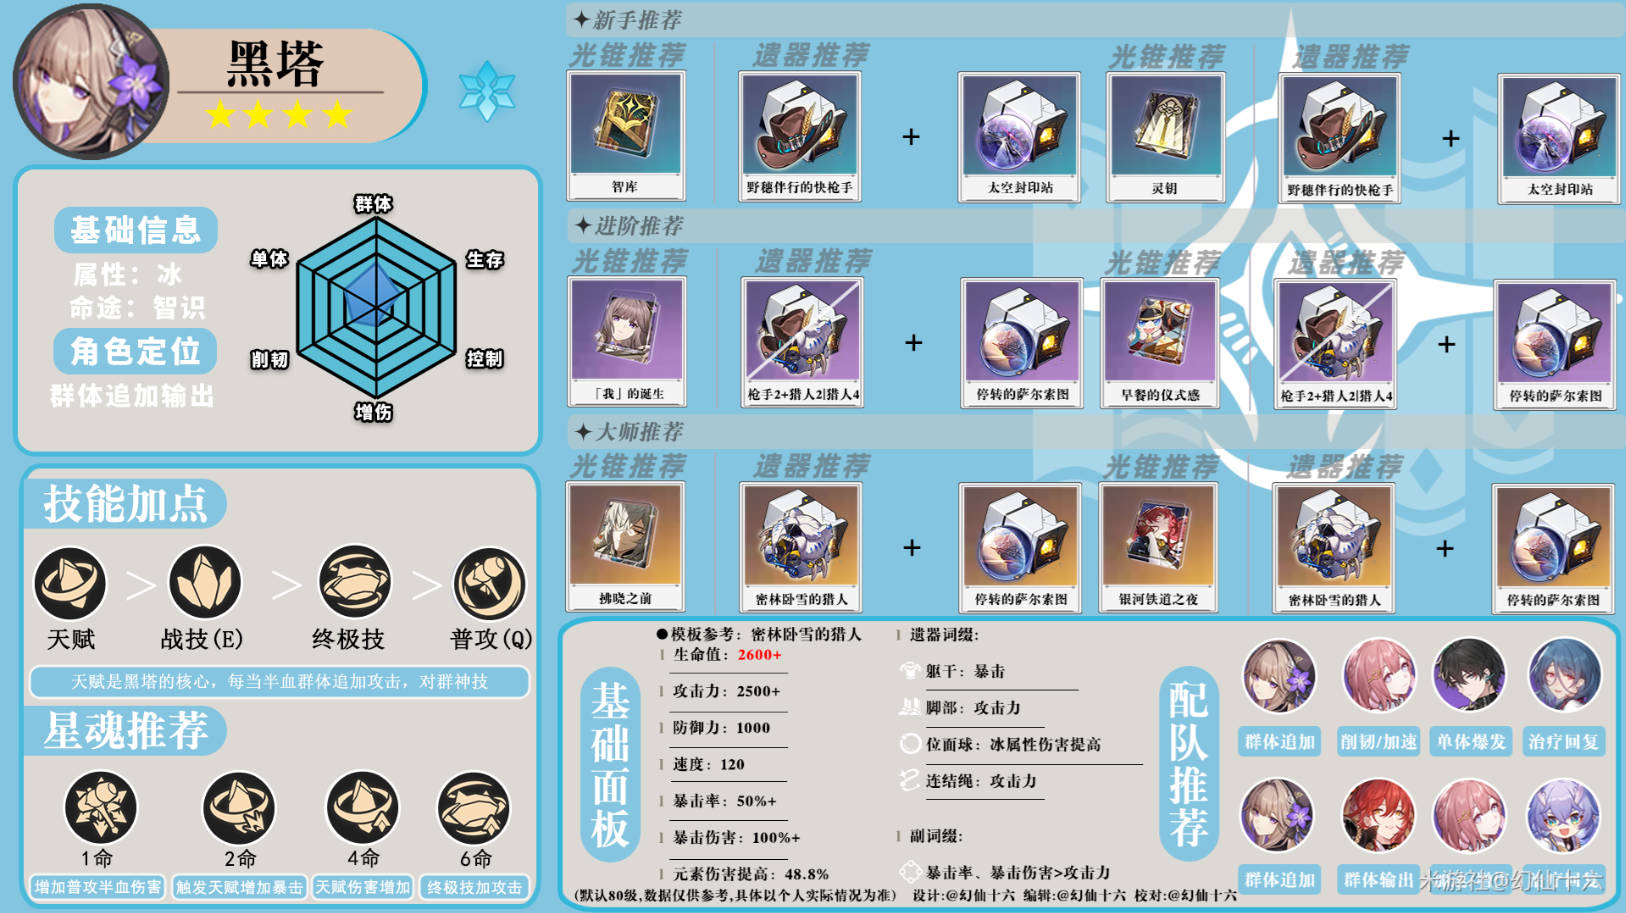 黑塔
基础信息
属性：冰
命途：智识
角色定位
群体追加输出
群体
单体
生存
削韧
控制
增伤
技能加点
天赋
战技(E)
终极技
普攻(Q)
天赋是黑塔的核心，每当半血群体追加攻击，对群神技
星魂推荐
1命
2命
4命
6命
增加普攻半血伤害
触发天赋增加暴击
天赋伤害增加
终极技加攻击
新手推荐
光锥推荐
遗器推荐
光锥推荐
遗器推荐
智库
野穗伴行的快枪手
+
太空封印站
灵钥
野穗伴行的快枪手
+
太空封印站
进阶推荐
光锥推荐
遗器推荐
光锥推荐
遗器推荐
「我」的诞生
枪手2+猎人2|猎人4
+
停转的萨尔索图
早餐的仪式感
枪手2+猎人2|猎人4
+
停转的萨尔索图
大师推荐
光锥推荐
遗器推荐
光锥推荐
遗器推荐
拂晓之前
密林卧雪的猎人
+
停转的萨尔索图
银河铁道之夜
密林卧雪的猎人
+
停转的萨尔索图
基础面板
●模板参考：密林卧雪的猎人
生命值：2600+
攻击力：2500+
防御力：1000
速度：120
暴击率：50%+
暴击伤害：100%+
元素伤害提高：48.8%
遗器词缀：
躯干：暴击
脚部：攻击力
位面球：冰属性伤害提高
连结绳：攻击力
副词缀：
暴击率、暴击伤害>攻击力
(默认80级,数据仅供参考,具体以个人实际情况为准)
设计:@幻仙十六 编辑:@幻仙十六 校对:@幻仙十六
配队推荐
群体追加
削韧/加速
单体爆发
治疗回复
群体追加
群体输出
米游社@幻仙十六